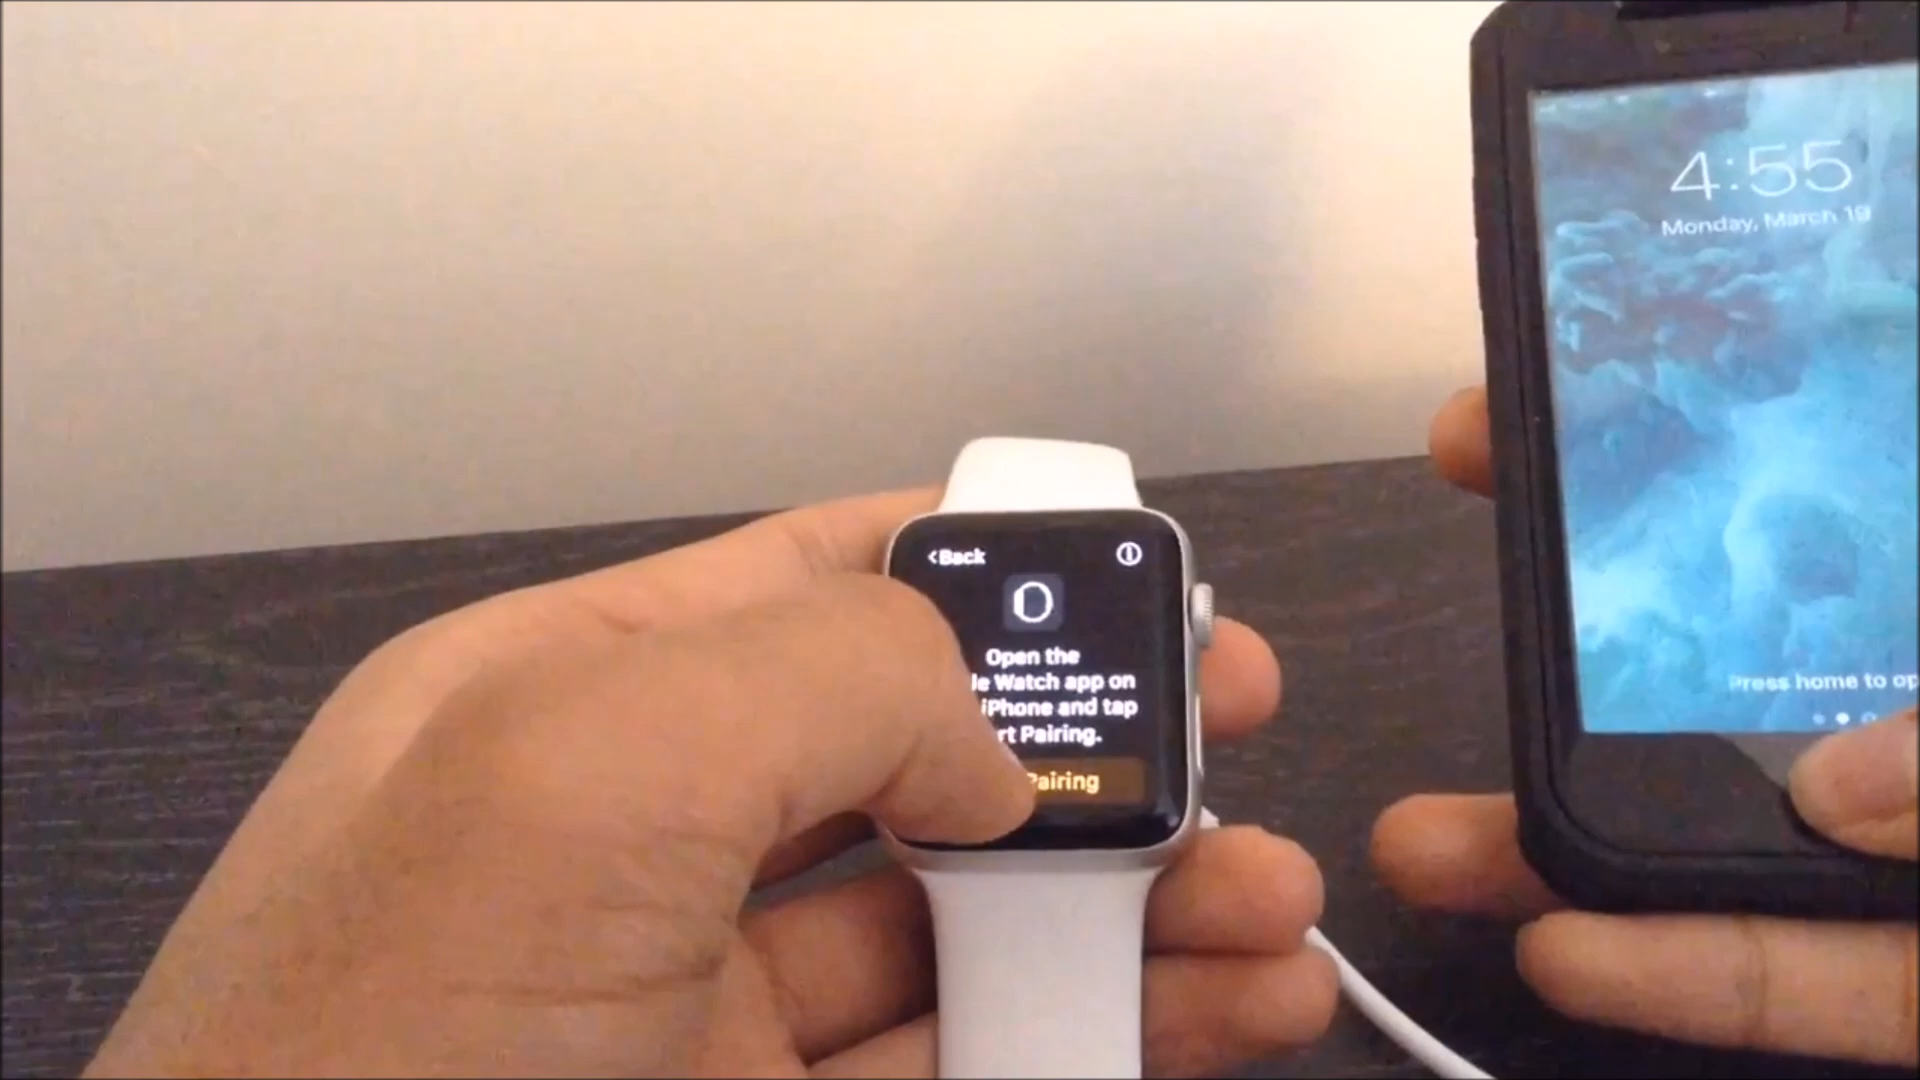 4:55
Monday, March 19
<Back
Open the
le Watch app on
iPhone and tap
rt Pairing.
Pairing
Press home to op